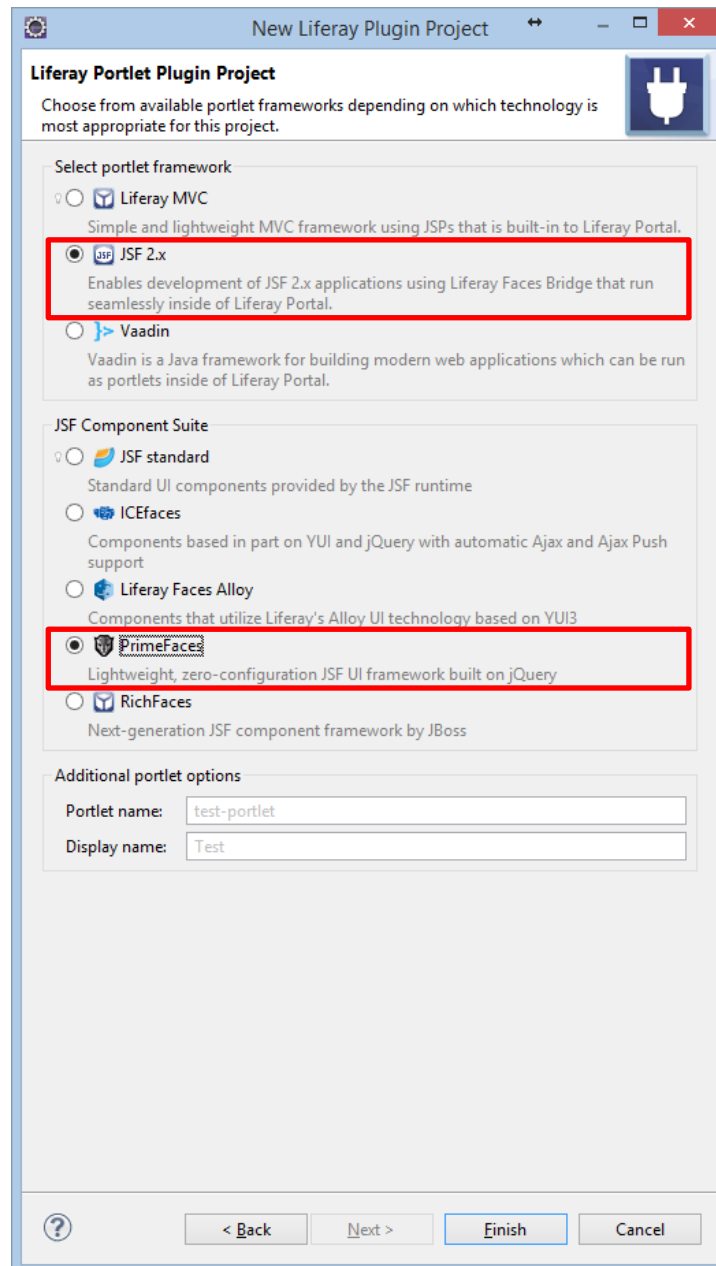 New Liferay Plugin Project
Liferay Portlet Plugin Project
Choose from available portlet frameworks depending on which technology is
most appropriate for this project.
Select portlet framework
Liferay MVC
Simple and lightweight MVC framework using JSPs that is built-in to Liferay Portal.
JSF JSF 2.x
Enables development of JSF 2.x applications using Liferay Faces Bridge that run
seamlessly inside of Liferay Portal.
Vaadin
Vaadin is a Java framework for building modern web applications which can be run
as portlets inside of Liferay Portal.
JSF Component Suite
JSF standard
Standard UI components provided by the JSF runtime
ICEfaces
Components based in part on YUI and jQuery with automatic Ajax and Ajax Push
support
Liferay Faces Alloy
Components that utilize Liferay's Alloy UI technology based on YUI3
PrimeFaces
Lightweight, zero-configuration JSF UI framework built on jQuery
RichFaces
Next-generation JSF component framework by JBoss
Additional portlet options
Portlet name: test-portlet
Display name: Test
? < Back Next > Finish Cancel